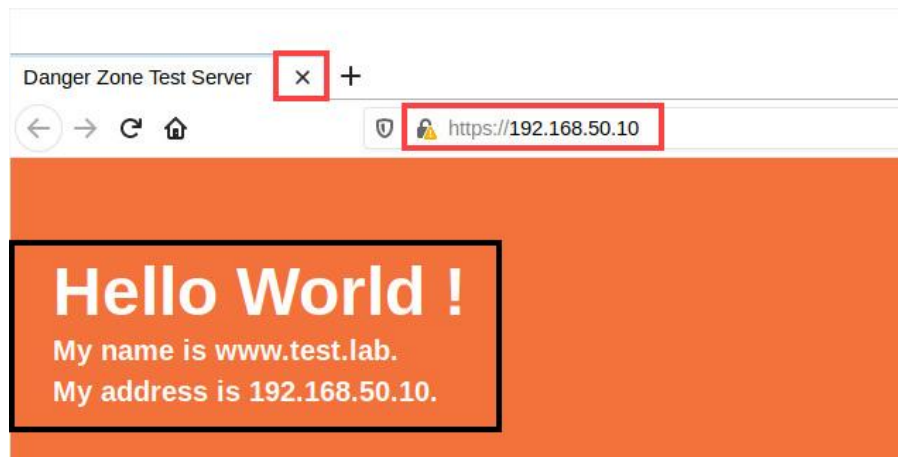 Danger Zone Test Server
https://192.168.50.10
Hello World !
My name is www.test.lab.
My address is 192.168.50.10.